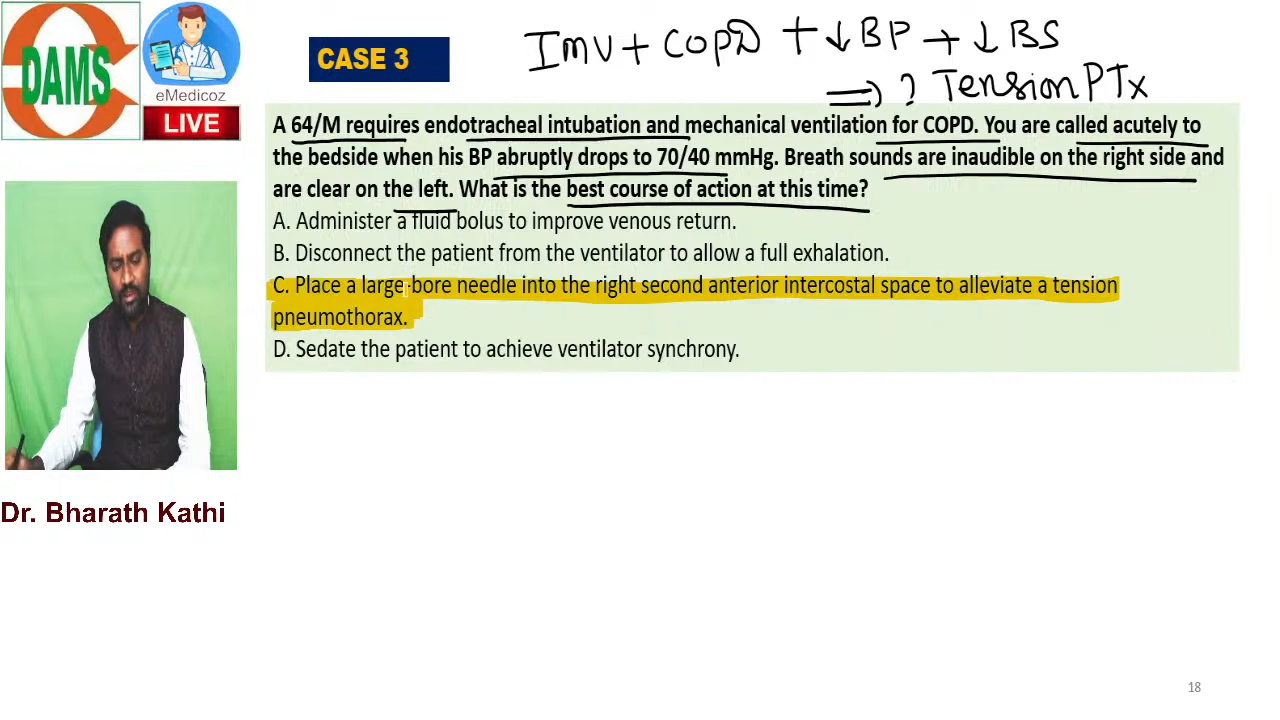 DAMS
eMedicoz
LIVE
CASE 3
Imv + COPD + ↓ BP + ↓ BS
⇒ ? Tension PTx
A 64/M requires endotracheal intubation and mechanical ventilation for COPD. You are called acutely to
the bedside when his BP abruptly drops to 70/40 mmHg. Breath sounds are inaudible on the right side and
are clear on the left. What is the best course of action at this time?
A. Administer a fluid bolus to improve venous return.
B. Disconnect the patient from the ventilator to allow a full exhalation.
C. Place a large-bore needle into the right second anterior intercostal space to alleviate a tension
pneumothorax.
D. Sedate the patient to achieve ventilator synchrony.
Dr. Bharath Kathi
18